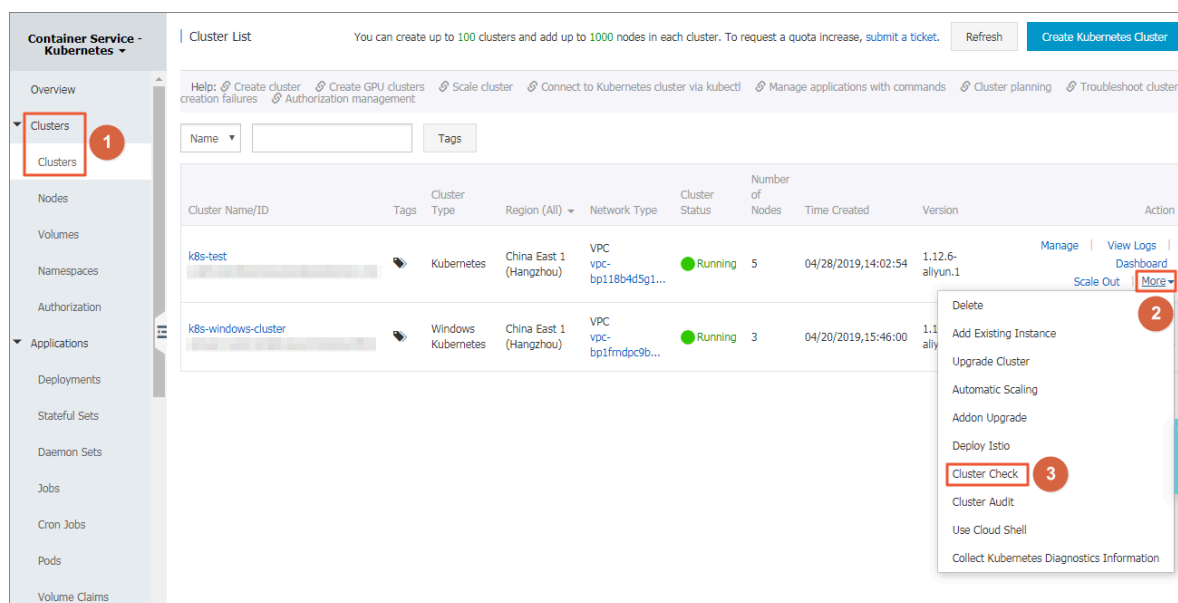 Container Service -
Kubernetes
Overview
Clusters
Clusters
Nodes
Volumes
Namespaces
Authorization
Applications
Deployments
Stateful Sets
Daemon Sets
Jobs
Cron Jobs
Pods
Volume Claims
1
Cluster List
You can create up to 100 clusters and add up to 1000 nodes in each cluster. To request a quota increase, submit a ticket.
Refresh
Create Kubernetes Cluster
Help: Create cluster Create GPU clusters Scale cluster Connect to Kubernetes cluster via kubectl Manage applications with commands Cluster planning Troubleshoot cluster
creation failures Authorization management
Name
Tags
Cluster Name/ID
Tags
Cluster
Type
Region (All)
Network Type
Cluster
Status
Number
of
Nodes
Time Created
Version
Action
k8s-test
Kubernetes
China East 1
(Hangzhou)
VPC
vpc-
bp118b4d5g1...
Running
5
04/28/2019,14:02:54
1.12.6-
aliyun.1
Manage
View Logs
Dashboard
Scale Out
More
2
k8s-windows-cluster
Windows
Kubernetes
China East 1
(Hangzhou)
VPC
vpc-
bp1frndpc9b...
Running
3
04/20/2019,15:46:00
Delete
Add Existing Instance
Upgrade Cluster
Automatic Scaling
Addon Upgrade
Deploy Istio
Cluster Check
3
Cluster Audit
Use Cloud Shell
Collect Kubernetes Diagnostics Information